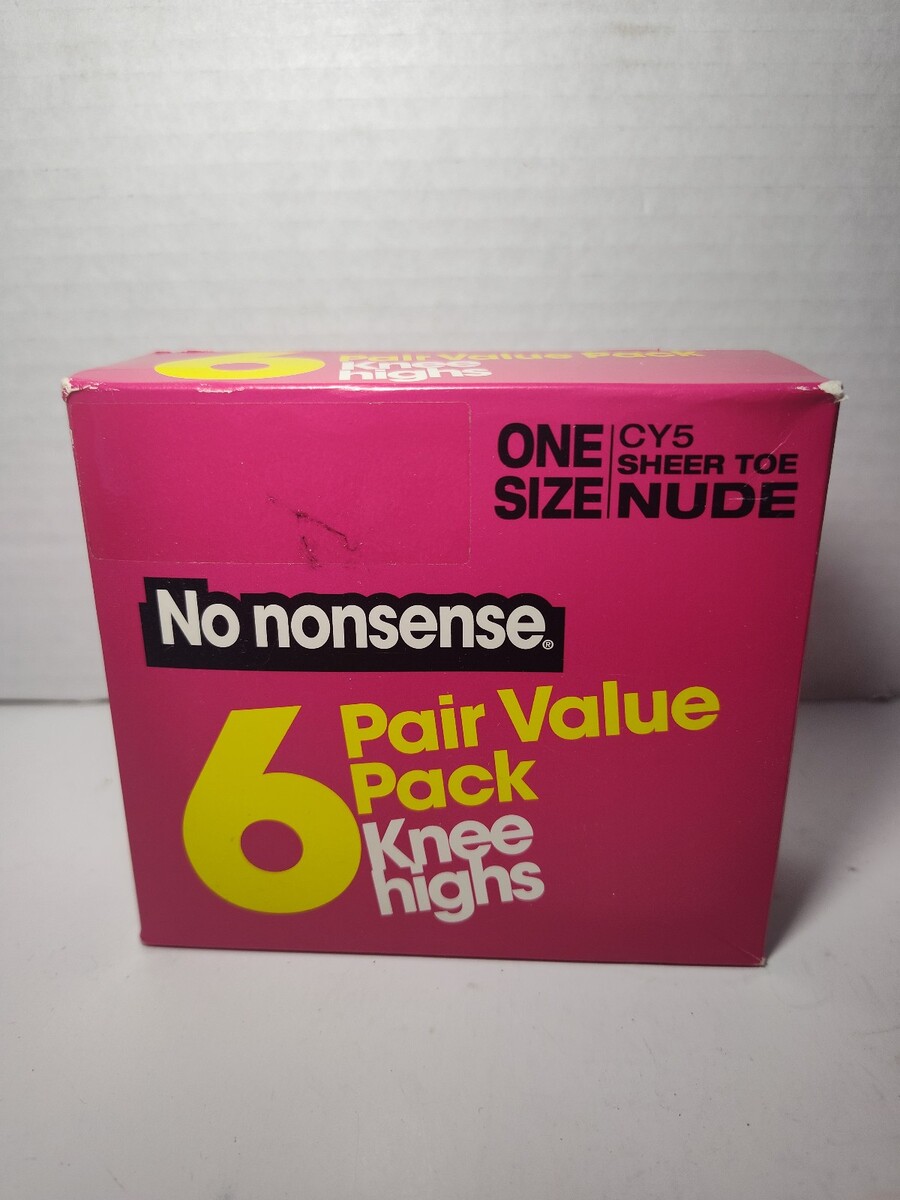 6 Pair Value Pack
Knee
highs
ONE
SIZE
CY5
SHEER TOE
NUDE
No nonsense®
6 Pair Value
Pack
Knee
highs